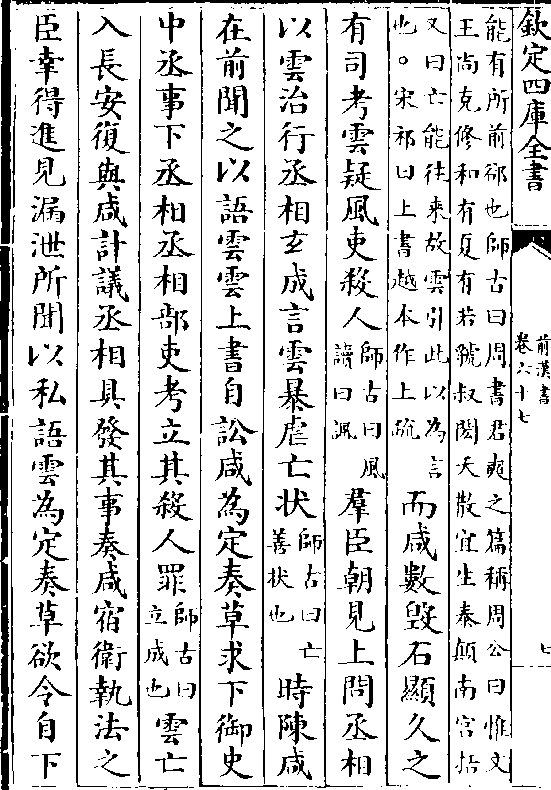 欽定四庫全書
前漢書
卷六十七
七
能有所前卻也師古曰周書君奭之篇稱周公曰惟文
王尚克修和有夏有若虢叔閎夭散宜生泰顛南宮括
又曰亡能往來故雲引此以為言
也。宋祁曰上書越本作上疏
而咸數毀石顯久之
有司考雲疑風吏殺人師古曰風
讀曰諷羣臣朝見上問丞相
以雲治行丞相玄成言雲暴虐亡狀師古曰亡
善狀也時陳咸
在前聞之以語雲雲上書自訟咸為定奏草求下御史
中丞事下丞相丞相部吏考立其殺人罪師古曰
立成也雲亡
入長安復與咸計議丞相具發其事奏咸宿衛執法之
臣幸得進見漏泄所聞以私語雲為定奏草欲令自下